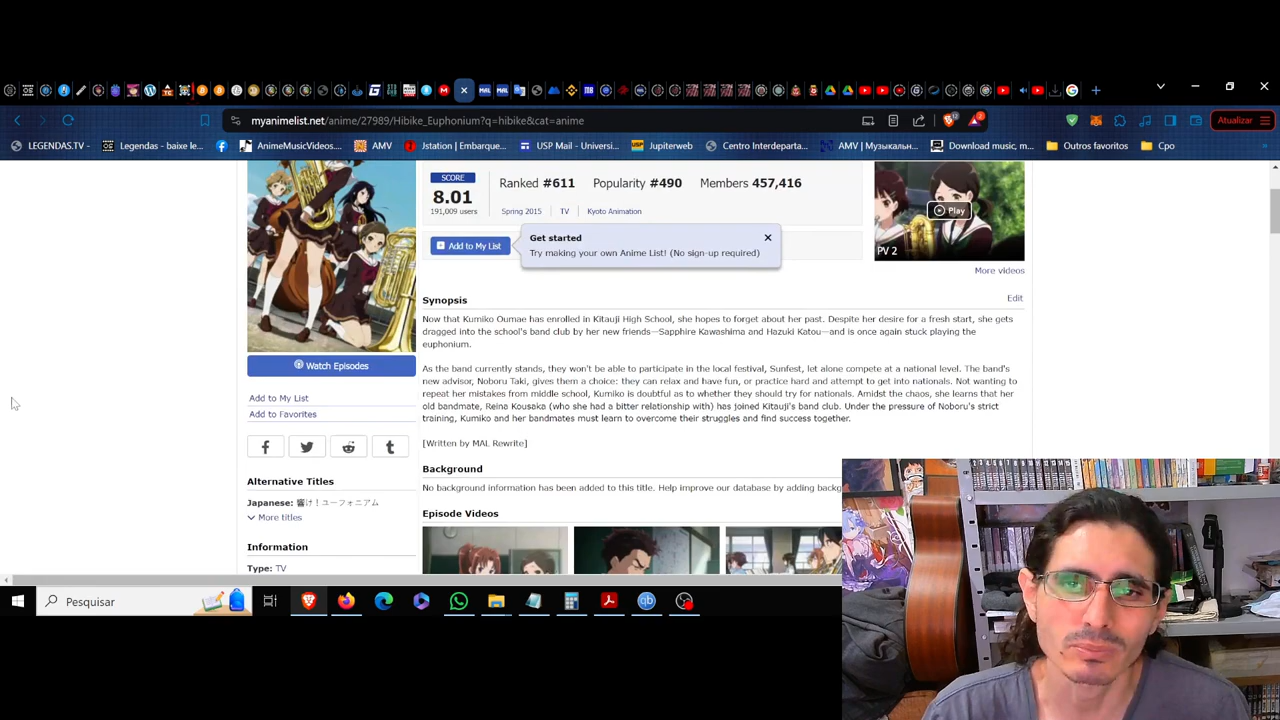 myanimelist.net/anime/27989/Hibike_Euphonium?q=hibike&cat=anime
Atualizar
LEGENDAS.TV
Legendas - baixe le...
AnimeMusicVideos....
AMV
Jstation | Embarque...
USP Mail - Universi...
Jupiterweb
Centro Interdeparta...
AMV | Музыкальн...
Download music, m...
Outros favoritos
Cpo
SCORE
8.01
191,009 users
Ranked #611
Popularity #490
Members 457,416
Spring 2015
TV
Kyoto Animation
Play
PV 2
More videos
Add to My List
Get started
Try making your own Anime List! (No sign-up required)
Synopsis
Edit
Now that Kumiko Oumae has enrolled in Kitauji High School, she hopes to forget about her past. Despite her desire for a fresh start, she gets
dragged into the school's band club by her new friends—Sapphire Kawashima and Hazuki Katou—and is once again stuck playing the
euphonium.
As the band currently stands, they won't be able to participate in the local festival, Sunfest, let alone compete at a national level. The band's
new advisor, Noboru Taki, gives them a choice: they can relax and have fun, or practice hard and attempt to get into nationals. Not wanting to
repeat her mistakes from middle school, Kumiko is doubtful as to whether they should try for nationals. Amidst the chaos, she learns that her
old bandmate, Reina Kousaka (who she had a bitter relationship with) has joined Kitauji's band club. Under the pressure of Noboru's strict
training, Kumiko and her bandmates must learn to overcome their struggles and find success together.
[Written by MAL Rewrite]
Background
No background information has been added to this title. Help improve our database by adding backg
Episode Videos
Watch Episodes
Add to My List
Add to Favorites
Alternative Titles
Japanese: 響け！ユーフォニアム
More titles
Information
Type: TV
Pesquisar